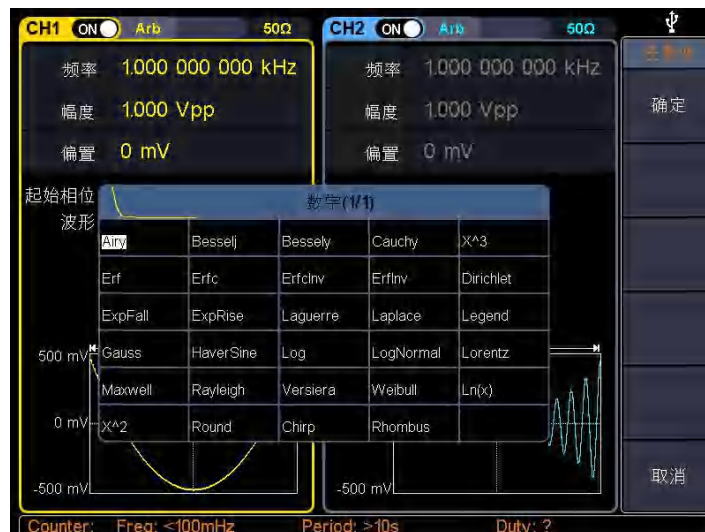 CH1 ON Arb 50Ω CH2 ON Arb 50Ω
频率 1.000 000 000 kHz 频率 1.000 000 000 kHz
幅度 1.000 Vpp 幅度 1.000 Vpp 确定
偏置 0 mV 偏置 0 mV
起始相位 数字(1/1)
波形
Airy Besselj Bessely Cauchy X^3
Erf Erfc ErfcInv ErfInv Dirichlet
ExpFall ExpRise Laguerre Laplace Legend
500 mV Gauss HaverSine Log LogNormal Lorentz
Maxwell Rayleigh Versiera Weibull Ln(x)
0 mV X^2 Round Chirp Rhombus
-500 mV -500 mV 取消
Counter: Freq: <100mHz Period: >10s Duty: ?